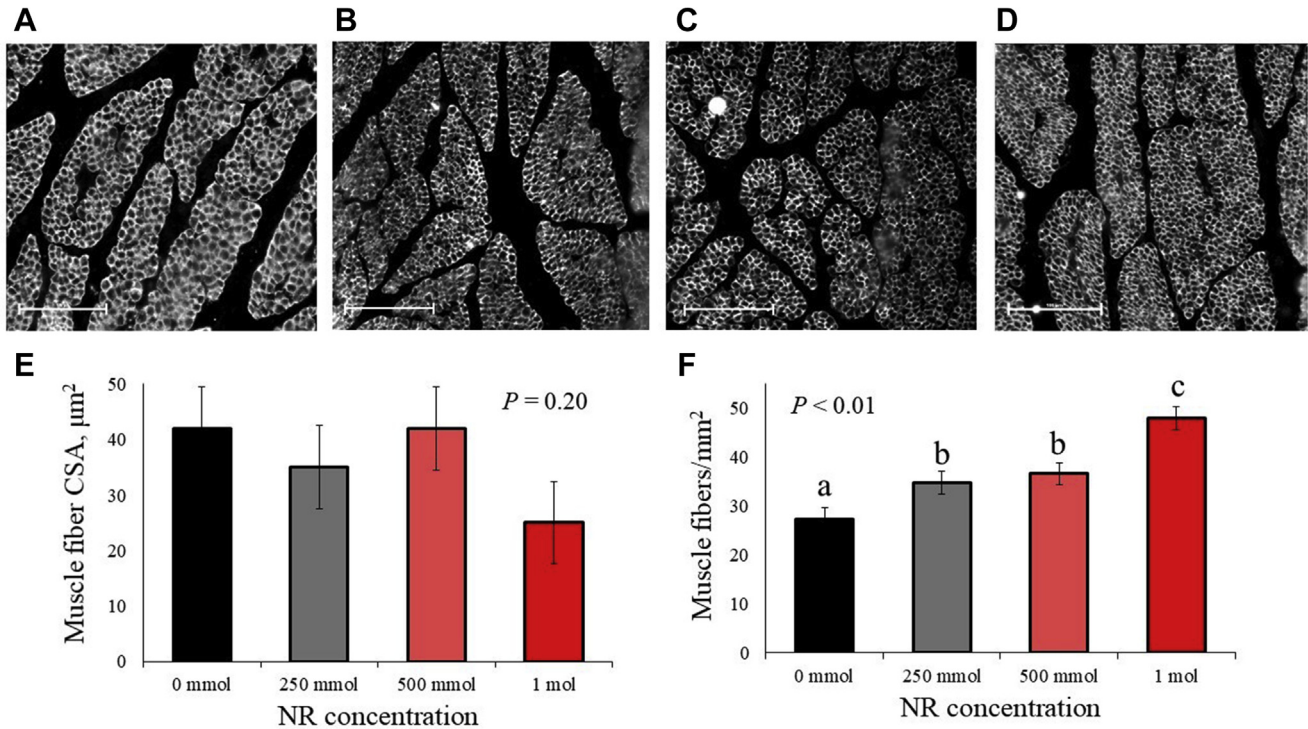 A
B
C
D
E
Muscle fiber CSA, µm²
50
40
30
20
10
0
P = 0.20
0 mmol
250 mmol
500 mmol
1 mol
NR concentration
F
Muscle fibers/mm²
50
40
30
20
10
0
P < 0.01
a
b
b
c
0 mmol
250 mmol
500 mmol
1 mol
NR concentration